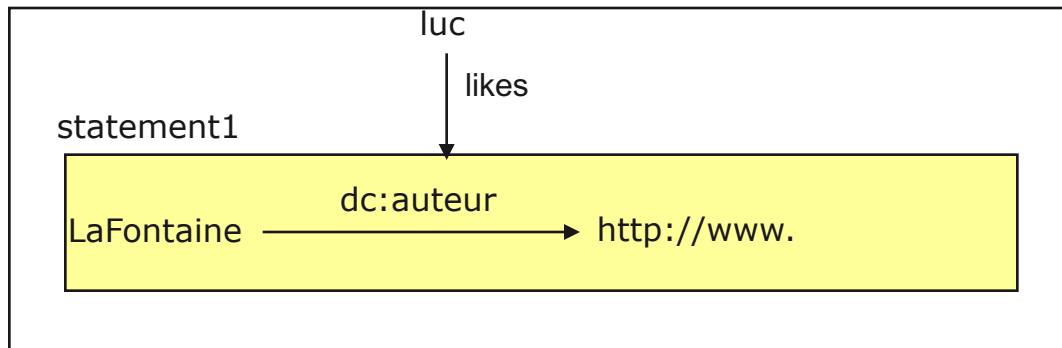 luc
likes
statement1
dc:auteur
LaFontaine
http://www.